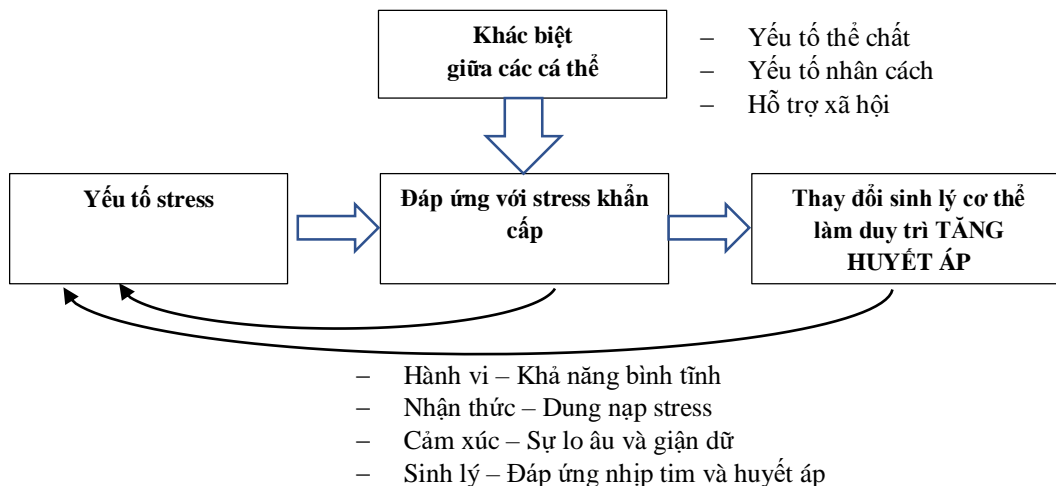 Khác biệt
giữa các cá thể
– Yếu tố thể chất
– Yếu tố nhân cách
– Hỗ trợ xã hội
Yếu tố stress
Đáp ứng với stress khẩn
cấp
Thay đổi sinh lý cơ thể
làm duy trì TĂNG
HUYẾT ÁP
– Hành vi – Khả năng bình tĩnh
– Nhận thức – Dung nạp stress
– Cảm xúc – Sự lo âu và giận dữ
– Sinh lý – Đáp ứng nhịp tim và huyết áp